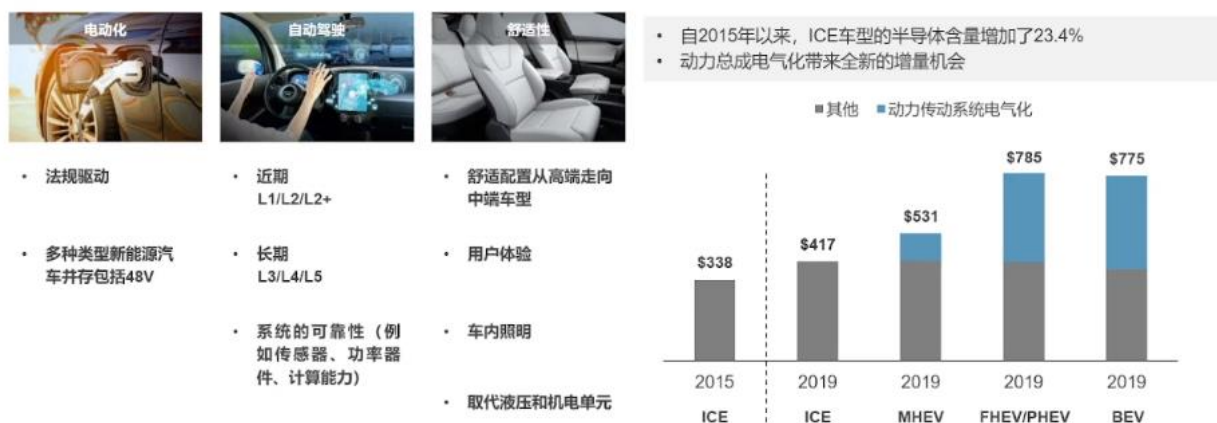 电动化
自动驾驶
舒适性
• 法规驱动
• 多种类型新能源汽
车并存包括48V
• 近期
L1/L2/L2+
• 长期
L3/L4/L5
• 系统的可靠性（例
如传感器、功率器
件、计算能力）
• 舒适配置从高端走向
中端车型
• 用户体验
• 车内照明
• 取代液压和机电单元
• 自2015年以来，ICE车型的半导体含量增加了23.4%
• 动力总成电气化带来全新的增量机会
其他 动力传动系统电气化
$338
$417
$531
$785
$775
2015 2019 2019 2019 2019
ICE ICE MHEV FHEV/PHEV BEV